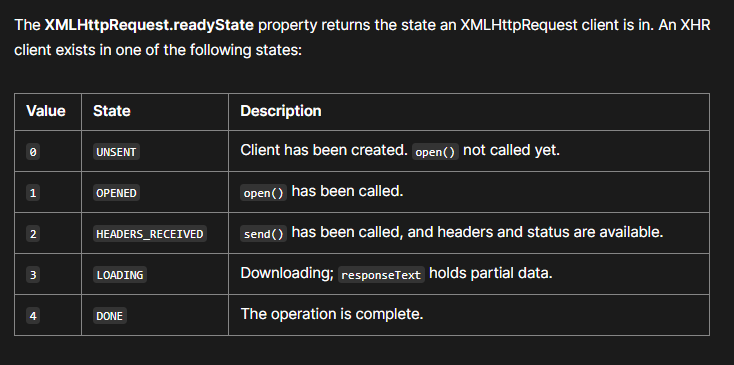 The XMLHttpRequest.readyState property returns the state an XMLHttpRequest client is in. An XHR
client exists in one of the following states:
Value State Description
0 UNSENT Client has been created. open() not called yet.
1 OPENED open() has been called.
2 HEADERS_RECEIVED send() has been called, and headers and status are available.
3 LOADING Downloading; responseText holds partial data.
4 DONE The operation is complete.